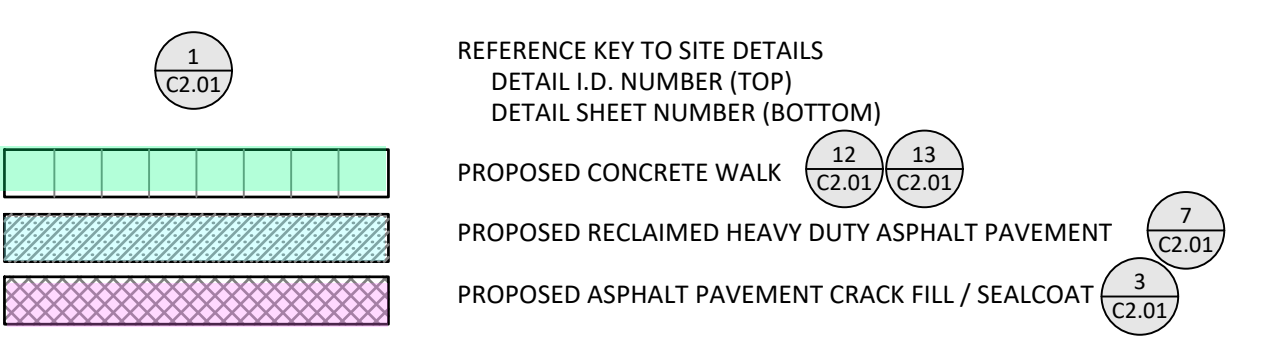 1
C2.01
REFERENCE KEY TO SITE DETAILS
DETAIL I.D. NUMBER (TOP)
DETAIL SHEET NUMBER (BOTTOM)
PROPOSED CONCRETE WALK
12
C2.01
13
C2.01
PROPOSED RECLAIMED HEAVY DUTY ASPHALT PAVEMENT
7
C2.01
PROPOSED ASPHALT PAVEMENT CRACK FILL / SEALCOAT
3
C2.01